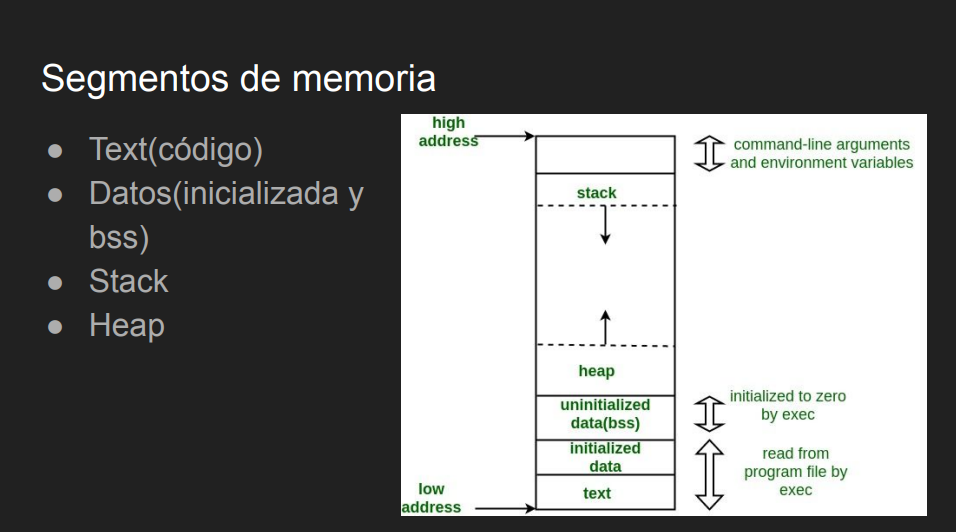 Segmentos de memoria
● Text(código)
● Datos(inicializada y
bss)
● Stack
● Heap
high
address
command-line arguments
and environment variables
stack
heap
uninitialized
data(bss)
initialized to zero
by exec
initialized
data
read from
program file by
exec
text
low
address